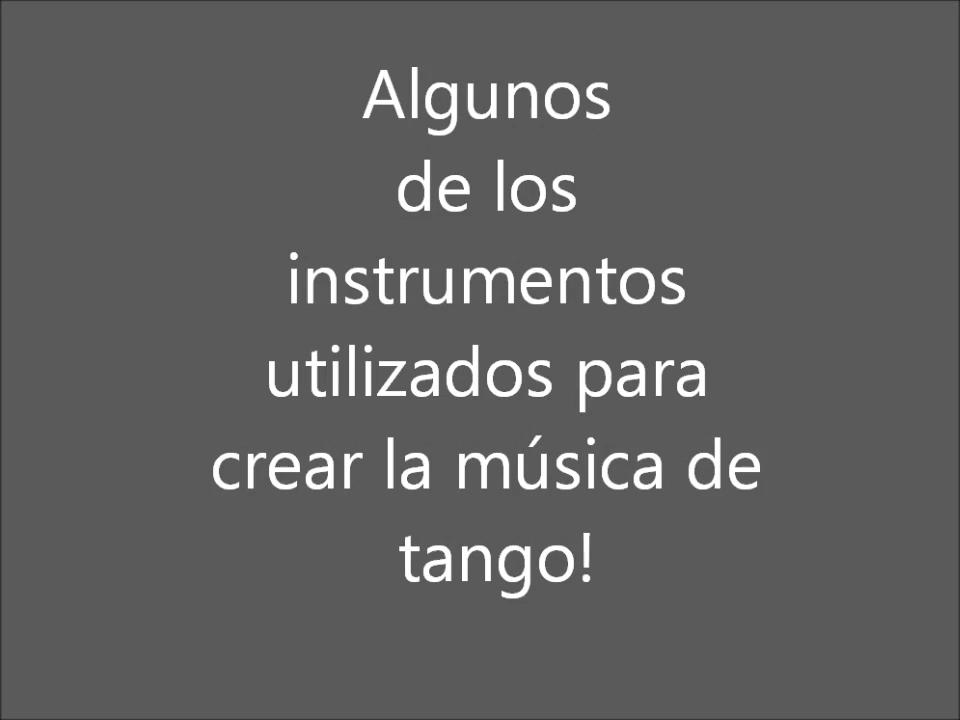 Algunos
de los
instrumentos
utilizados para
crear la música de
tango!